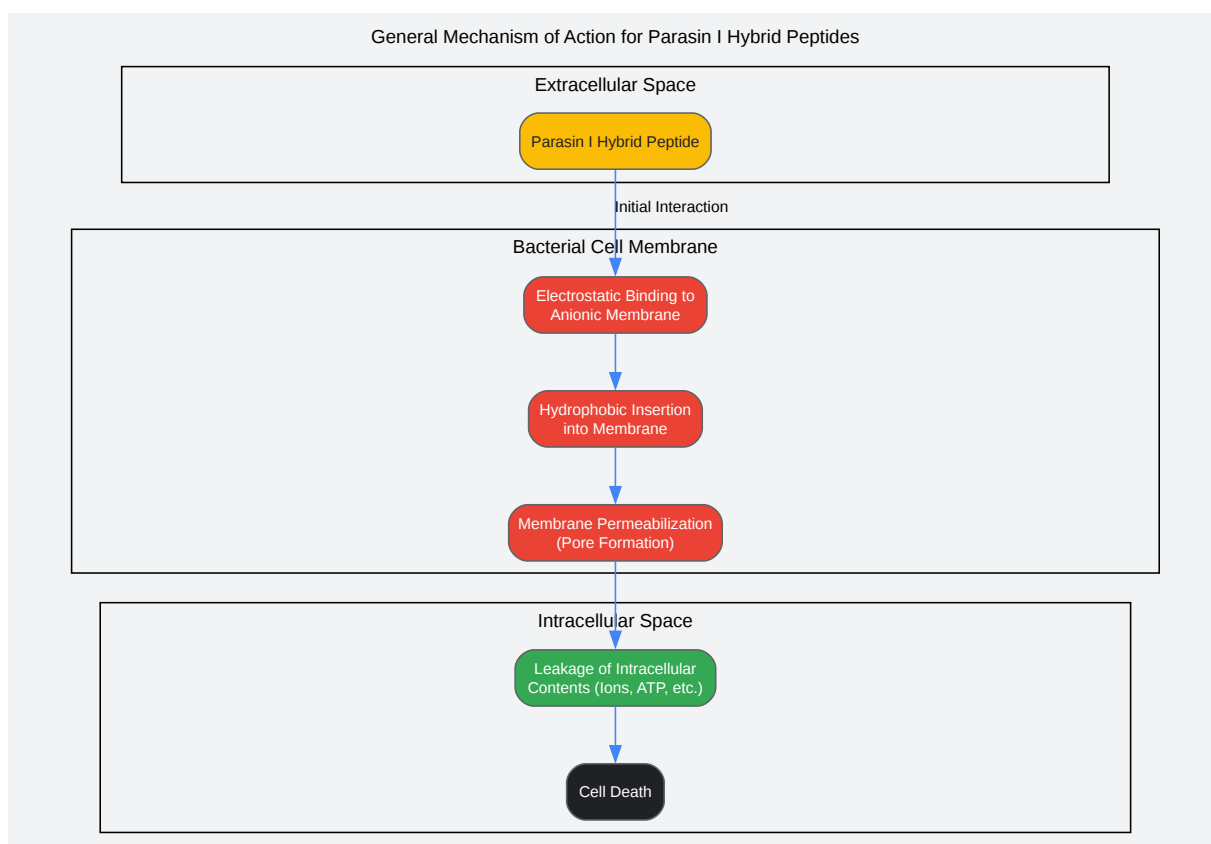 General Mechanism of Action for Parasin I Hybrid Peptides
Extracellular Space
Parasin I Hybrid Peptide
Initial Interaction
Bacterial Cell Membrane
Electrostatic Binding to
Anionic Membrane
Hydrophobic Insertion
into Membrane
Membrane Permeabilization
(Pore Formation)
Intracellular Space
Leakage of Intracellular
Contents (Ions, ATP, etc.)
Cell Death